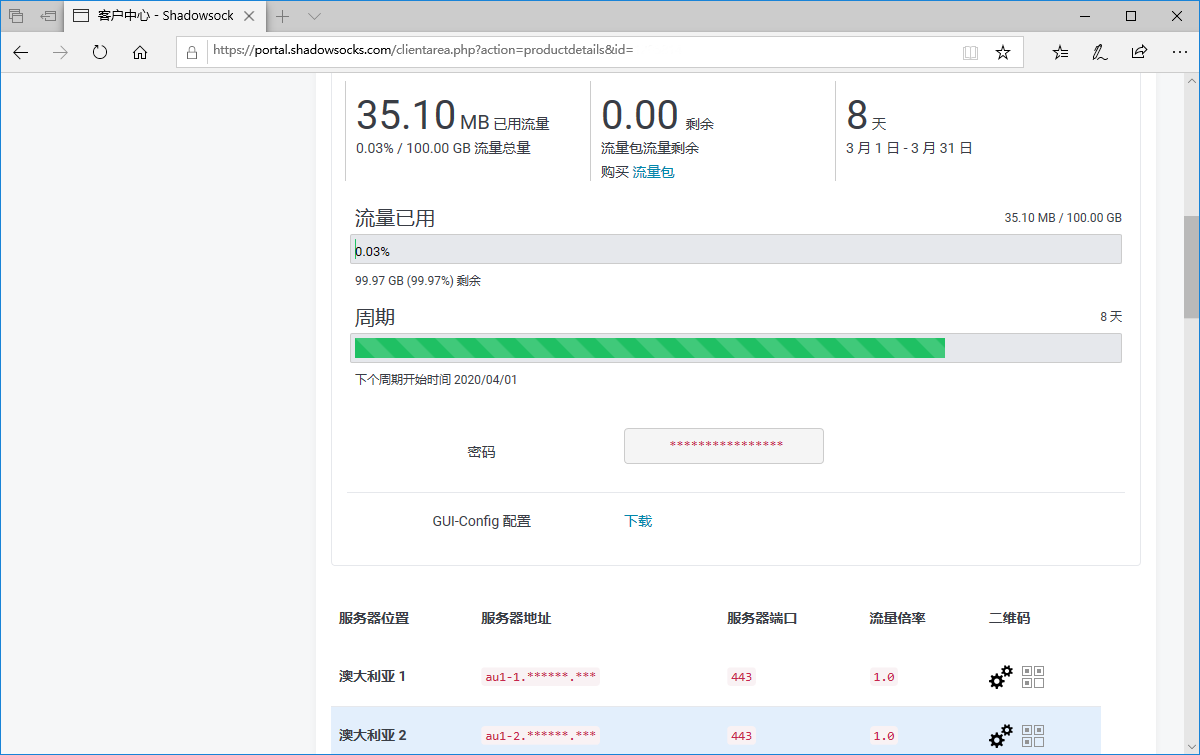 客户中心 - Shadowsock
https://portal.shadowsocks.com/clientarea.php?action=productdetails&id=
35.10 MB 已用流量
0.03% / 100.00 GB 流量总量
0.00 剩余
流量包流量剩余
购买 流量包
8 天
3 月 1 日 - 3 月 31 日
流量已用 35.10 MB / 100.00 GB
0.03%
99.97 GB (99.97%) 剩余
周期 8 天
下个周期开始时间 2020/04/01
密码 ****************
GUI-Config 配置 下载
服务器位置 服务器地址 服务器端口 流量倍率 二维码
澳大利亚 1 au1-1.******.*** 443 1.0
澳大利亚 2 au1-2.******.*** 443 1.0